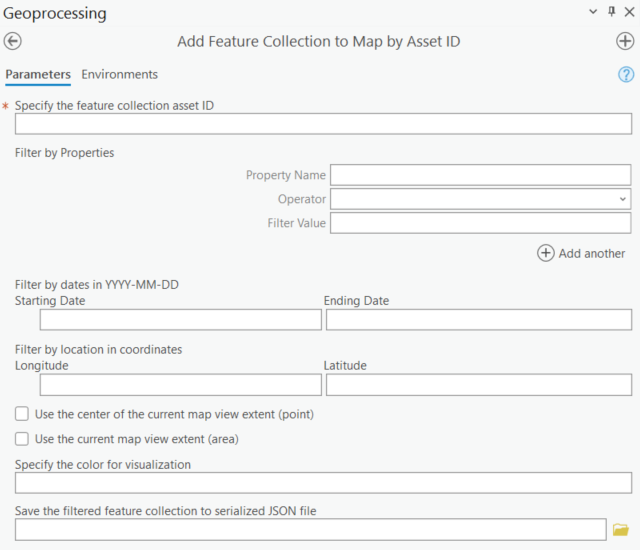 Geoprocessing
Add Feature Collection to Map by Asset ID
Parameters Environments
?
* Specify the feature collection asset ID
Filter by Properties
Property Name
Operator
Filter Value
Add another
Filter by dates in YYYY-MM-DD
Starting Date Ending Date
Filter by location in coordinates
Longitude Latitude
Use the center of the current map view extent (point)
Use the current map view extent (area)
Specify the color for visualization
Save the filtered feature collection to serialized JSON file